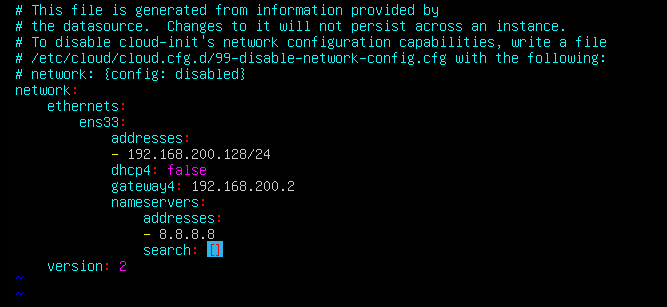 # This file is generated from information provided by
# the datasource.  Changes to it will not persist across an instance.
# To disable cloud-init's network configuration capabilities, write a file
# /etc/cloud/cloud.cfg.d/99-disable-network-config.cfg with the following:
# network: {config: disabled}
network:
    ethernets:
        ens33:
            addresses:
            - 192.168.200.128/24
            dhcp4: false
            gateway4: 192.168.200.2
            nameservers:
                addresses:
                - 8.8.8.8
                search: []
    version: 2
~
~